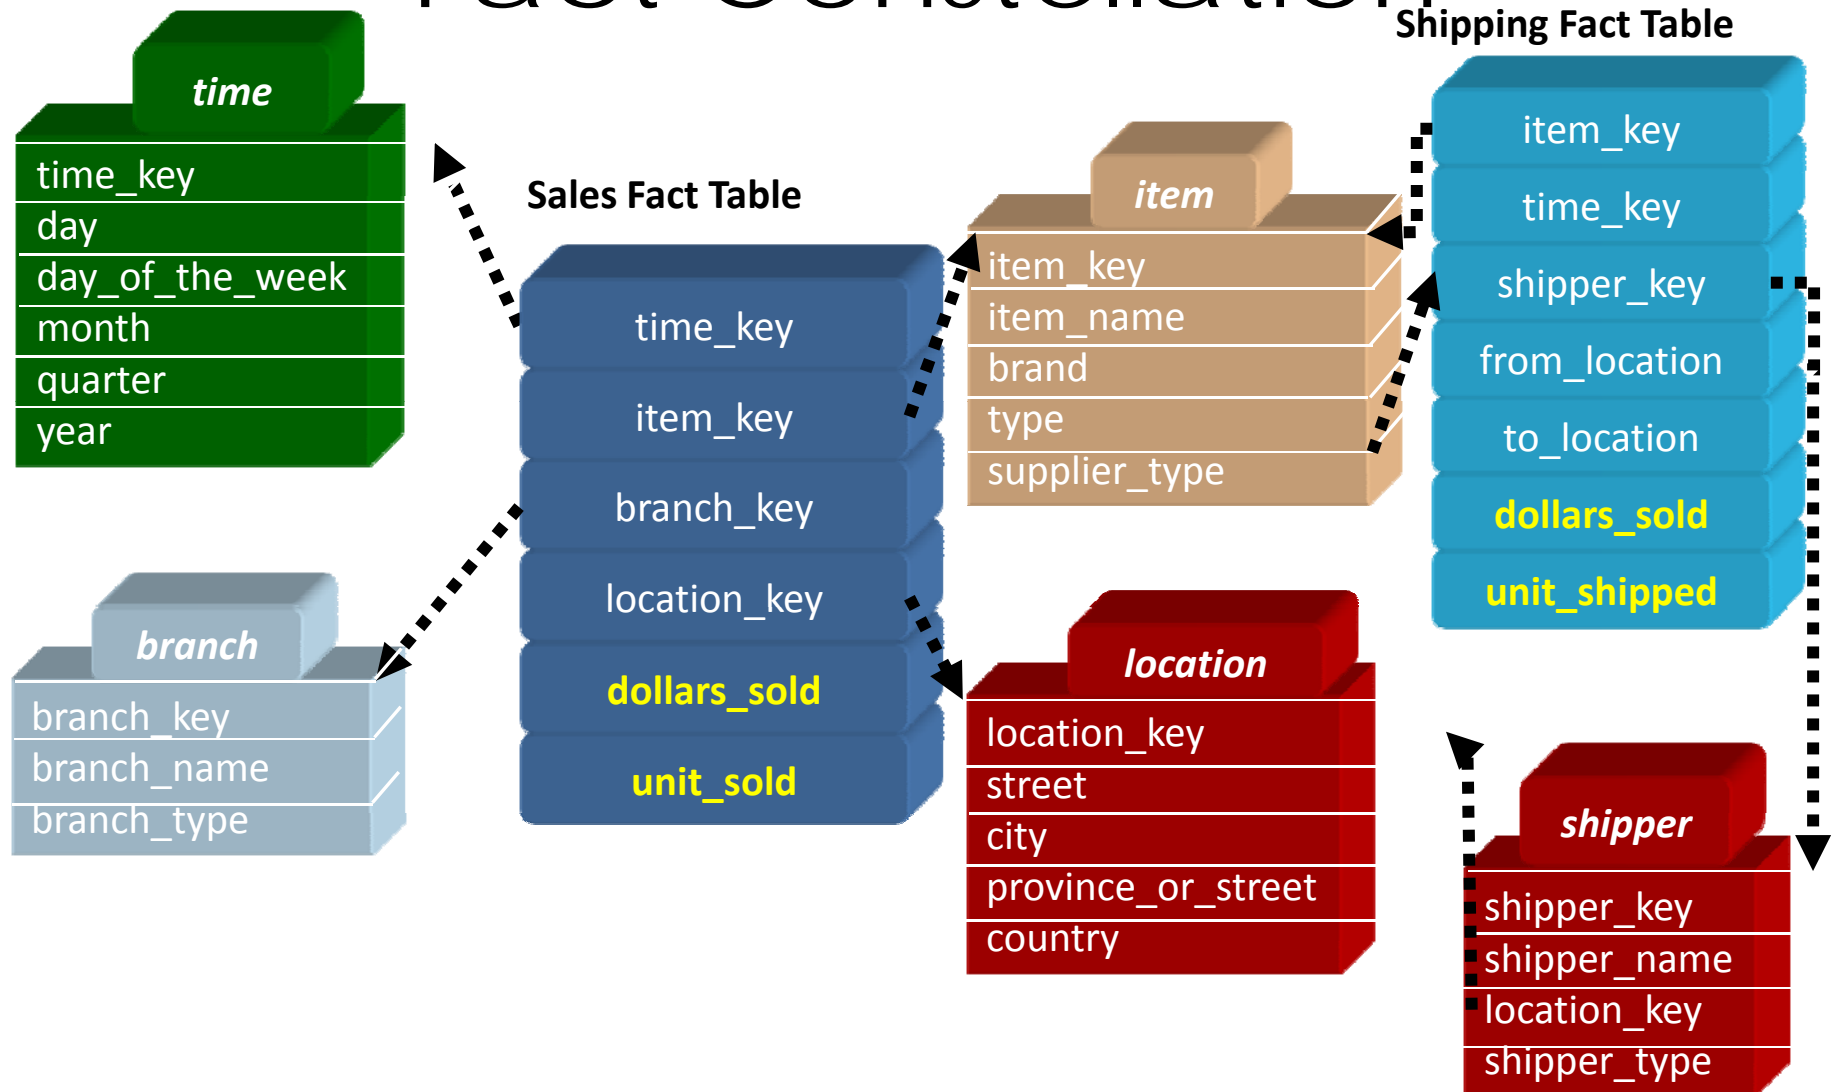 Fact Constellation
Shipping Fact Table
time
time_key
day
day_of_the_week
month
quarter
year
Sales Fact Table
time_key
item_key
branch_key
location_key
dollars_sold
unit_sold
item
item_key
item_name
brand
type
supplier_type
item_key
time_key
shipper_key
from_location
to_location
dollars_sold
unit_shipped
branch
branch_key
branch_name
branch_type
location
location_key
street
city
province_or_street
country
shipper
shipper_key
shipper_name
location_key
shipper_type